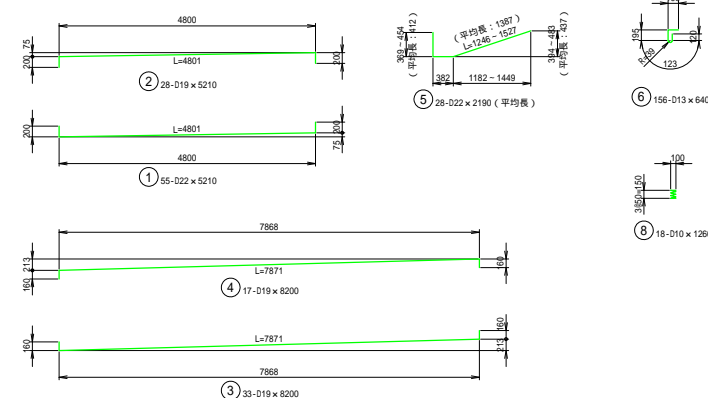 4800
75
200
L=4801
200
② 28-D19×5210
200
L=4801
200
75
4800
① 55-D22×5210
369～454
(平均長：412)
(平均長：1387)
L=1246～1527
394～483
(平均長：437)
382
1182～1449
⑤ 28-D22×2190(平均長)
195
120
R=39
123
⑥ 156-D13×640
100
3@50=150
⑧ 18-D10×1260
7868
213
160
L=7871
160
④ 17-D19×8200
160
L=7871
160
213
7868
③ 33-D19×8200